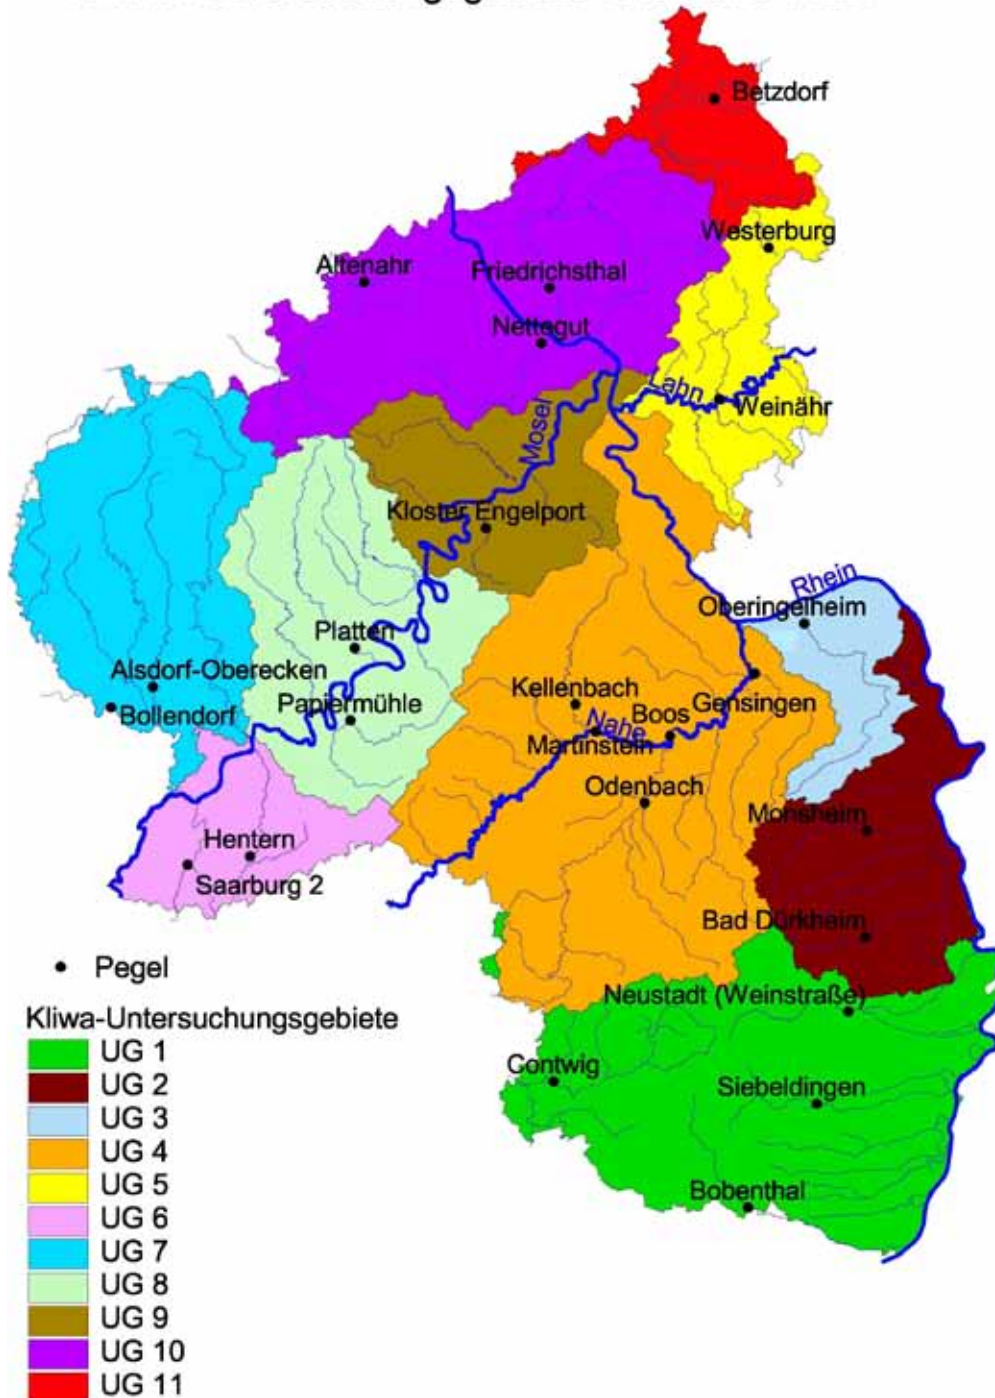 Betzdorf
Westerburg
Altenahr
Friedrichsthal
Nettegut
Lahn
Weinähr
Mosel
Kloster Engelport
Rhein
Oberingelheim
Platten
Alsdorf-Oberecken
Kellenbach
Gensingen
Bollendorf
Papiermühle
Nahe
Boos
Martinstein
Odenbach
Monsheim
Hentern
Saarburg 2
Bad Dürkheim
Pegel
Neustadt (Weinstraße)
Kliwa-Untersuchungsgebiete
UG 1
UG 2
UG 3
UG 4
UG 5
UG 6
UG 7
UG 8
UG 9
UG 10
UG 11
Contwig
Siebeldingen
Bobenthal